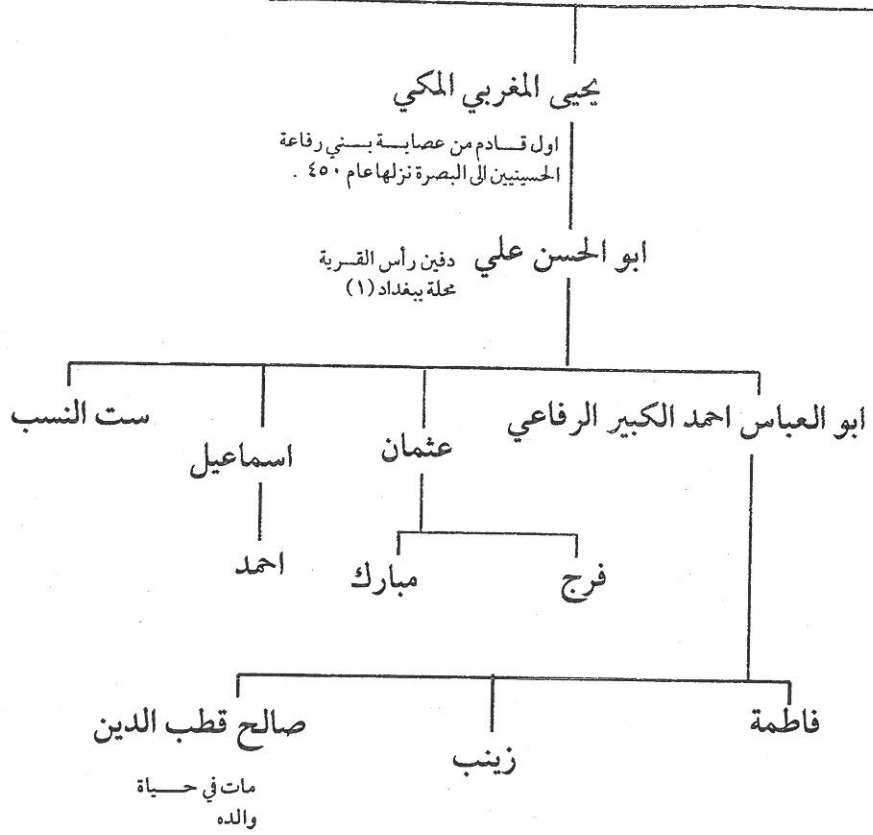 يحيى المغربي المكي
اول قادم من عصابة بني رفاعة
الحسينيين الى البصرة نزلها عام ٤٥٠ .
ابو الحسن علي
دفين رأس القرية
محلة ببغداد (١)
ابو العباس احمد الكبير الرفاعي
عثمان
اسماعيل
ست النسب
فرج
مبارك
احمد
فاطمة
زينب
صالح قطب الدين
مات في حياة
والده